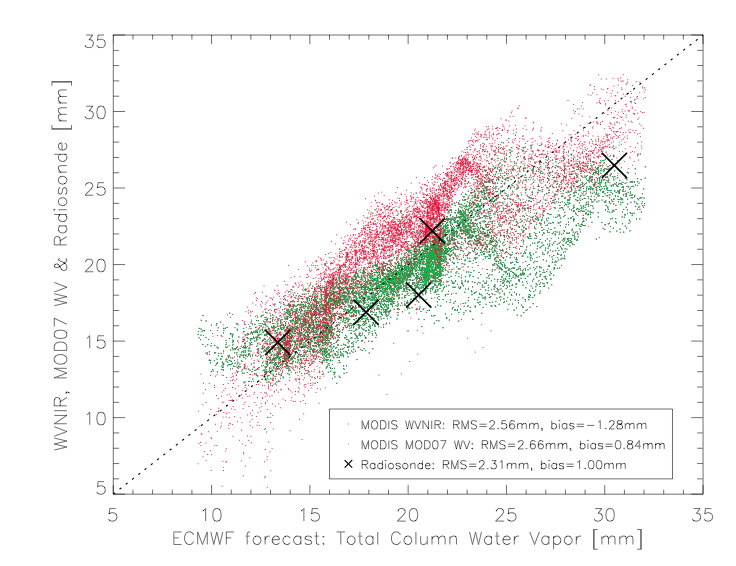 35
30
25
20
15
10
5
WVNIR, MOD07 WV & Radiosonde [mm]
MODIS WVNIR: RMS=2.56mm, bias=−1.28mm
MODIS MOD07 WV: RMS=2.66mm, bias=0.84mm
Radiosonde: RMS=2.31mm, bias=1.00mm
5 10 15 20 25 30 35
ECMWF forecast: Total Column Water Vapor [mm]